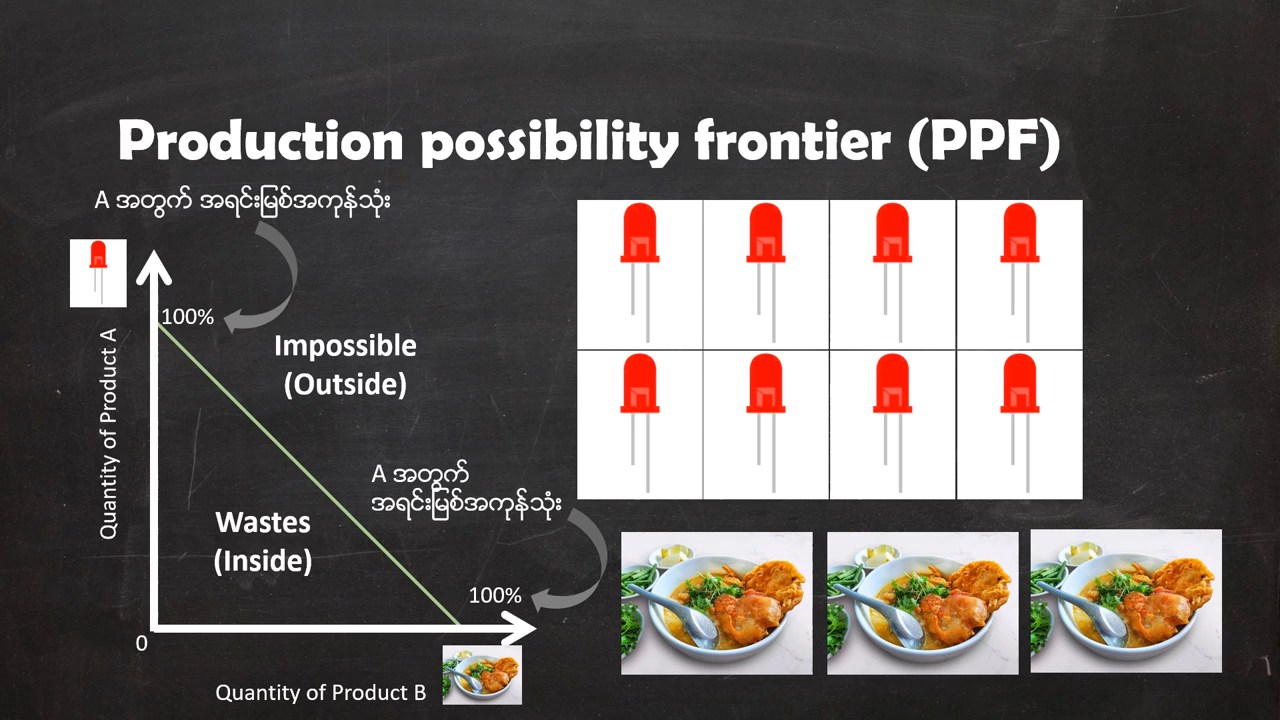 Production possibility frontier (PPF)
A အတွက် အရင်းမြစ်အကုန်သုံး
100%
Impossible
(Outside)
Quantity of Product A
A အတွက်
အရင်းမြစ်အကုန်သုံး
Wastes
(Inside)
100%
0
Quantity of Product B